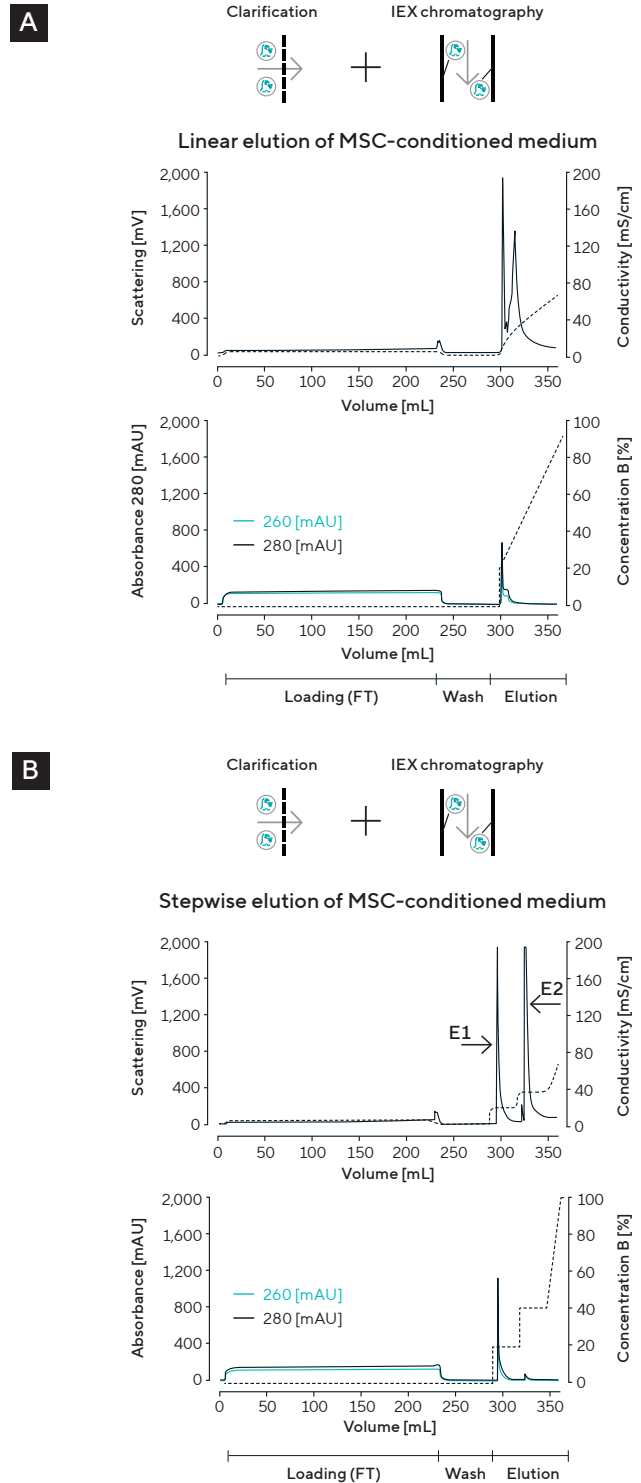 A
Clarification
IEX chromatography
Linear elution of MSC-conditioned medium
Scattering [mV]
2,000
1,600
1,200
800
400
0
Conductivity [mS/cm]
200
160
120
80
40
0
0 50 100 150 200 250 300 350
Volume [mL]
Absorbance 280 [mAU]
2,000
1,600
1,200
800
400
0
Concentration B [%]
100
80
60
40
20
0
260 [mAU]
280 [mAU]
0 50 100 150 200 250 300 350
Volume [mL]
Loading (FT) Wash Elution
B
Clarification
IEX chromatography
Stepwise elution of MSC-conditioned medium
Scattering [mV]
2,000
1,600
1,200
800
400
0
Conductivity [mS/cm]
200
160
120
80
40
0
E1
E2
0 50 100 150 200 250 300 350
Volume [mL]
Absorbance [mAU]
2,000
1,600
1,200
800
400
0
Concentration B [%]
100
80
60
40
20
0
260 [mAU]
280 [mAU]
0 50 100 150 200 250 300 350
Volume [mL]
Loading (FT) Wash Elution